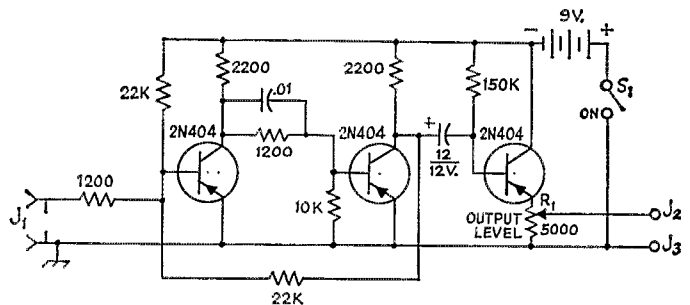 9V.
- +
2200
.01
2200
150K
S1
22K
ON
2N404
1200
2N404
+
2N404
12
12V.
1200
J1
10K
R1
OUTPUT
LEVEL
5000
J2
J3
22K